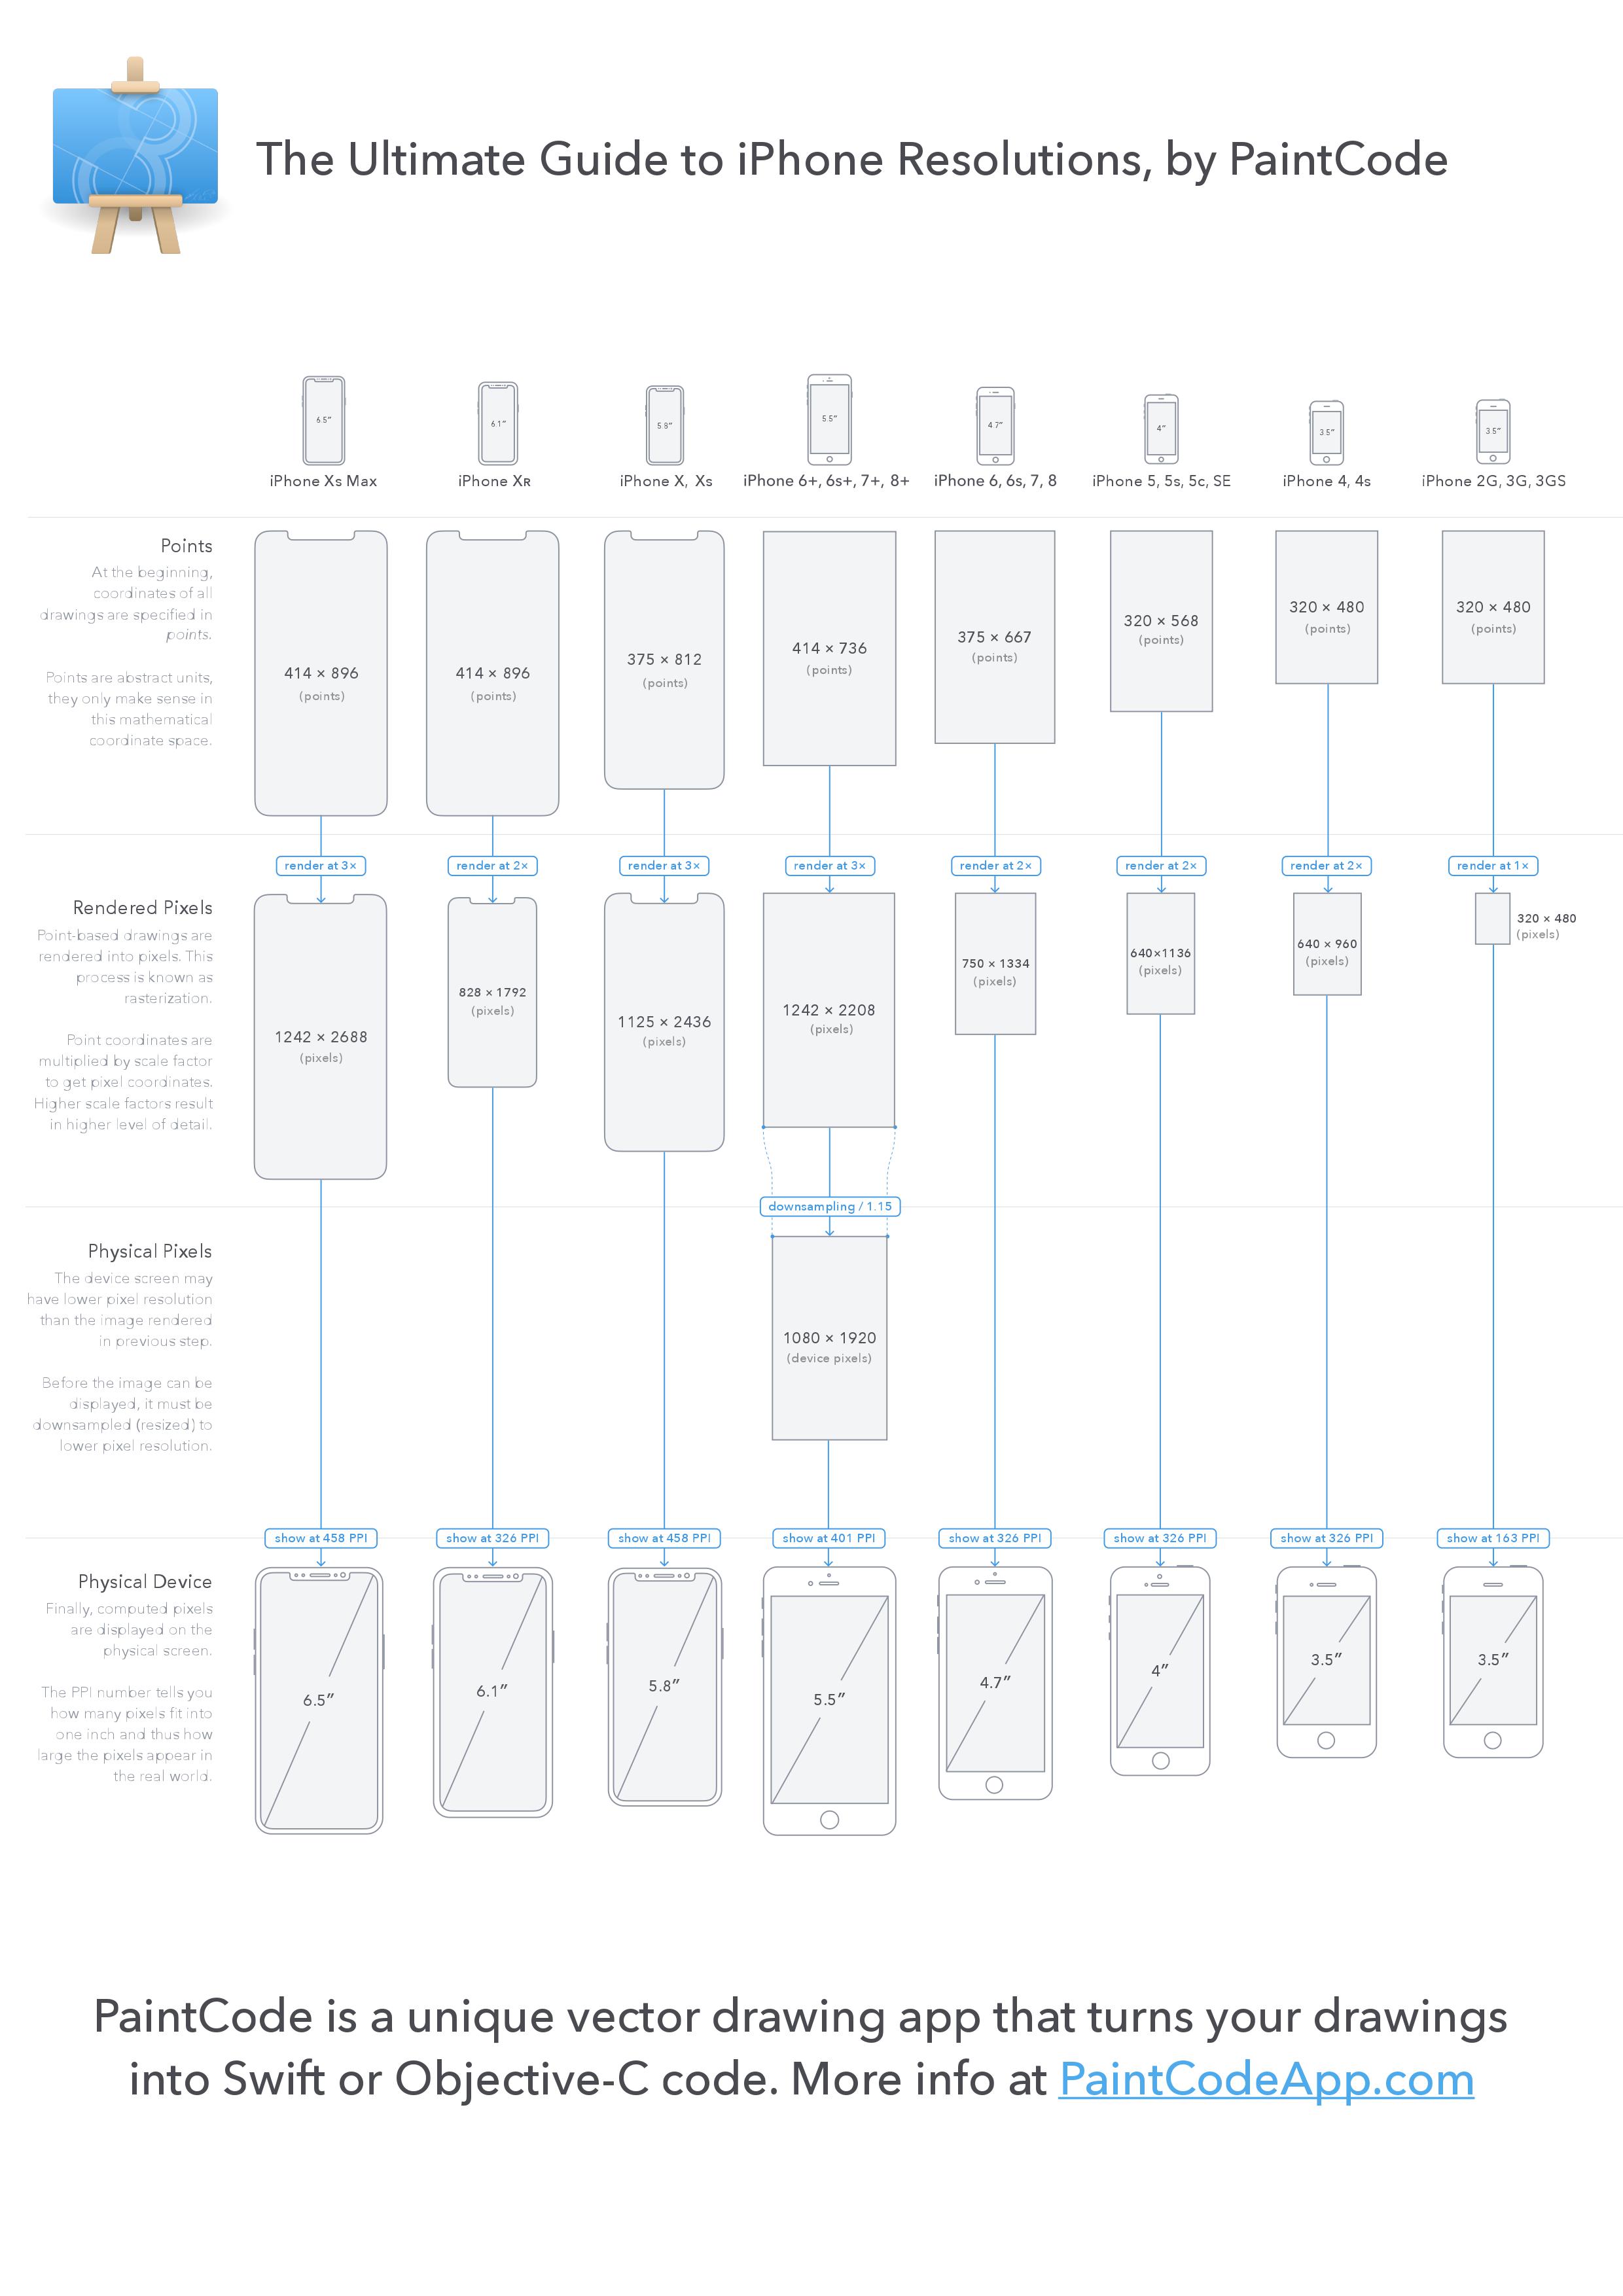 The Ultimate Guide to iPhone Resolutions, by PaintCode
6.5″
6.1″
5.8″
5.5″
4.7″
4″
3.5″
3.5″
iPhone Xs Max
iPhone XR
iPhone X, Xs
iPhone 6+, 6s+, 7+, 8+
iPhone 6, 6s, 7, 8
iPhone 5, 5s, 5c, SE
iPhone 4, 4s
iPhone 2G, 3G, 3GS
Points
At the beginning,
coordinates of all
drawings are specified in
points.
Points are abstract units,
they only make sense in
this mathematical
coordinate space.
414 × 896
(points)
414 × 896
(points)
375 × 812
(points)
414 × 736
(points)
375 × 667
(points)
320 × 568
(points)
320 × 480
(points)
320 × 480
(points)
render at 3×
render at 2×
render at 3×
render at 3×
render at 2×
render at 2×
render at 2×
render at 1×
Rendered Pixels
Point-based drawings are
rendered into pixels. This
process is known as
rasterization.
Point coordinates are
multiplied by scale factor
to get pixel coordinates.
Higher scale factors result
in higher level of detail.
1242 × 2688
(pixels)
828 × 1792
(pixels)
1125 × 2436
(pixels)
1242 × 2208
(pixels)
750 × 1334
(pixels)
640×1136
(pixels)
640 × 960
(pixels)
320 × 480
(pixels)
downsampling / 1.15
Physical Pixels
The device screen may
have lower pixel resolution
than the image rendered
in previous step.
Before the image can be
displayed, it must be
downsampled (resized) to
lower pixel resolution.
1080 × 1920
(device pixels)
show at 458 PPI
show at 326 PPI
show at 458 PPI
show at 401 PPI
show at 326 PPI
show at 326 PPI
show at 326 PPI
show at 163 PPI
Physical Device
Finally, computed pixels
are displayed on the
physical screen.
The PPI number tells you
how many pixels fit into
one inch and thus how
large the pixels appear in
the real world.
6.5″
6.1″
5.8″
5.5″
4.7″
4″
3.5″
3.5″
PaintCode is a unique vector drawing app that turns your drawings
into Swift or Objective-C code. More info at PaintCodeApp.com